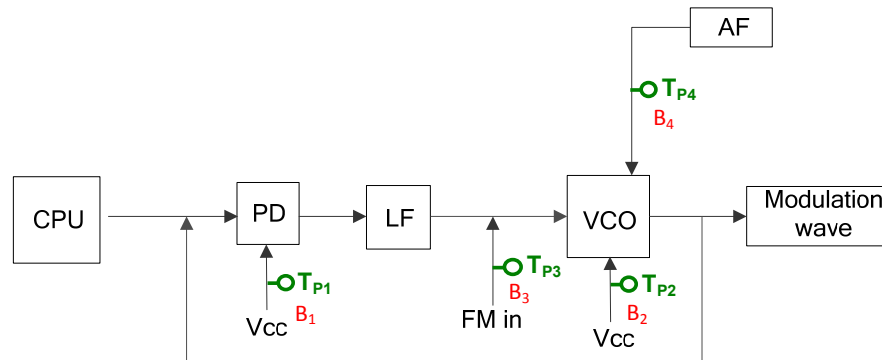 AF
TP4
B4
CPU
PD
LF
VCO
Modulation
wave
TP1
B1
Vcc
TP3
B3
FM in
TP2
B2
Vcc